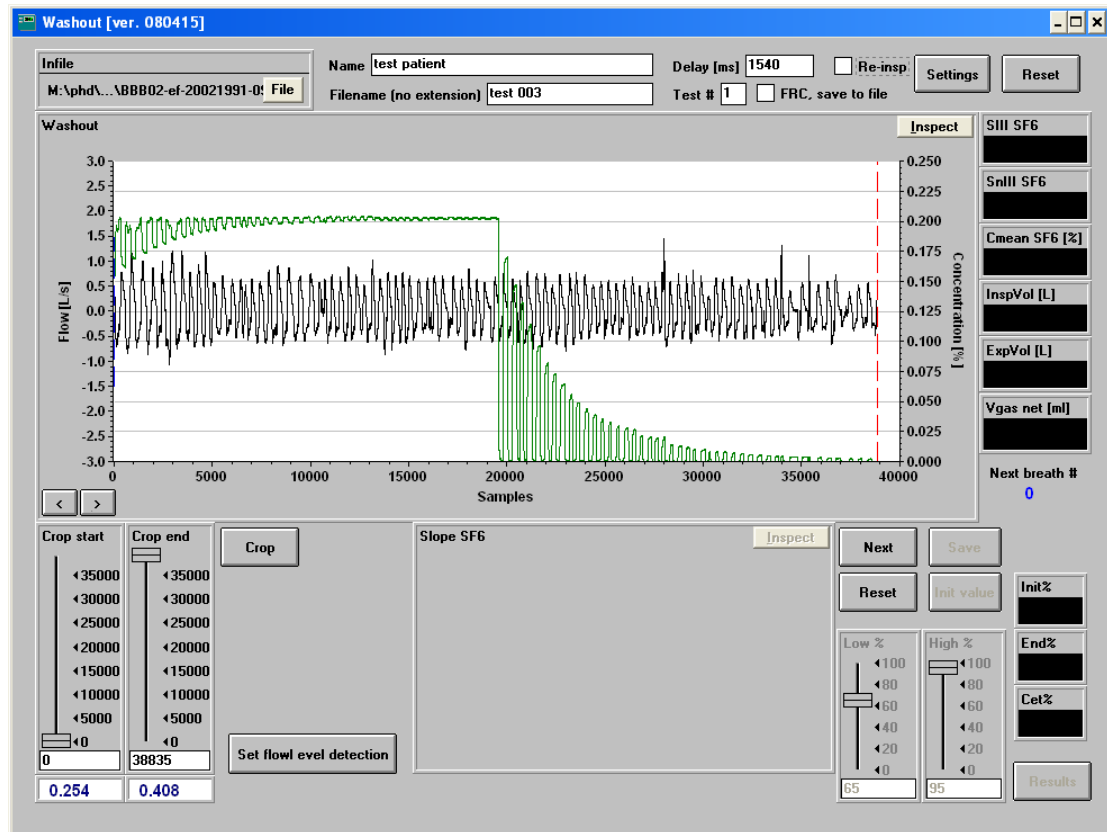 Washout [ver. 080415]
Infile
M:\phd\...\BBB02-ef-20021991-0 File
Name test patient
Filename (no extension) test 003
Delay [ms] 1540 Re-insp
Test # 1 FRC, save to file
Settings Reset
Washout
Inspect
3.0
2.5
2.0
1.5
1.0
0.5
0.0
-0.5
-1.0
-1.5
-2.0
-2.5
-3.0
Flow [L/s]
0.250
0.225
0.200
0.175
0.150
0.125
0.100
0.075
0.050
0.025
0.000
Concentration [%]
0 5000 10000 15000 20000 25000 30000 35000 40000
Samples
< >
SIII SF6
SnIII SF6
Cmean SF6 [%]
InspVol [L]
ExpVol [L]
Vgas net [ml]
Next breath #
0
Crop start
35000
30000
25000
20000
15000
10000
5000
0
0
0.254
Crop end
35000
30000
25000
20000
15000
10000
5000
0
38835
0.408
Crop
Set flowl evel detection
Slope SF6
Inspect
Next Save
Reset Init value
Low %
100
80
60
40
20
0
65
High %
100
80
60
40
20
0
95
Init%
End%
Cet%
Results